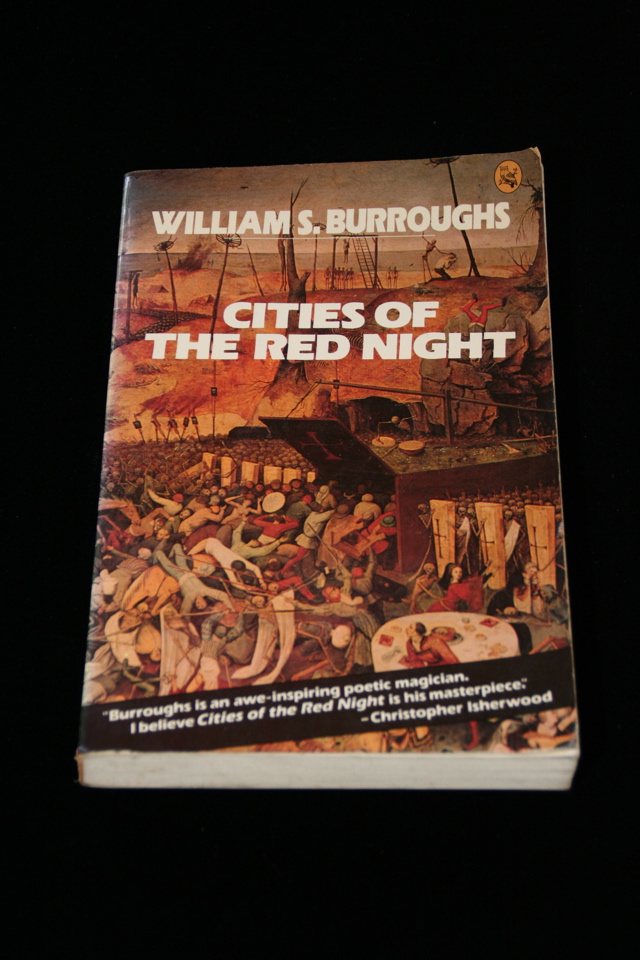 WILLIAM S. BURROUGHS
CITIES OF
THE RED NIGHT
"Burroughs is an awe-inspiring poetic magician.
I believe Cities of the Red Night is his masterpiece."
–Christopher Isherwood